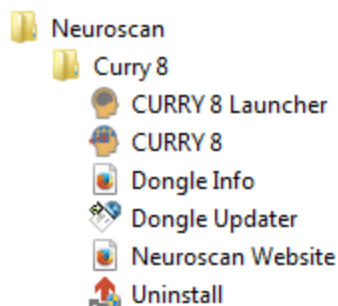 Neuroscan
Curry 8
CURRY 8 Launcher
CURRY 8
Dongle Info
Dongle Updater
Neuroscan Website
Uninstall